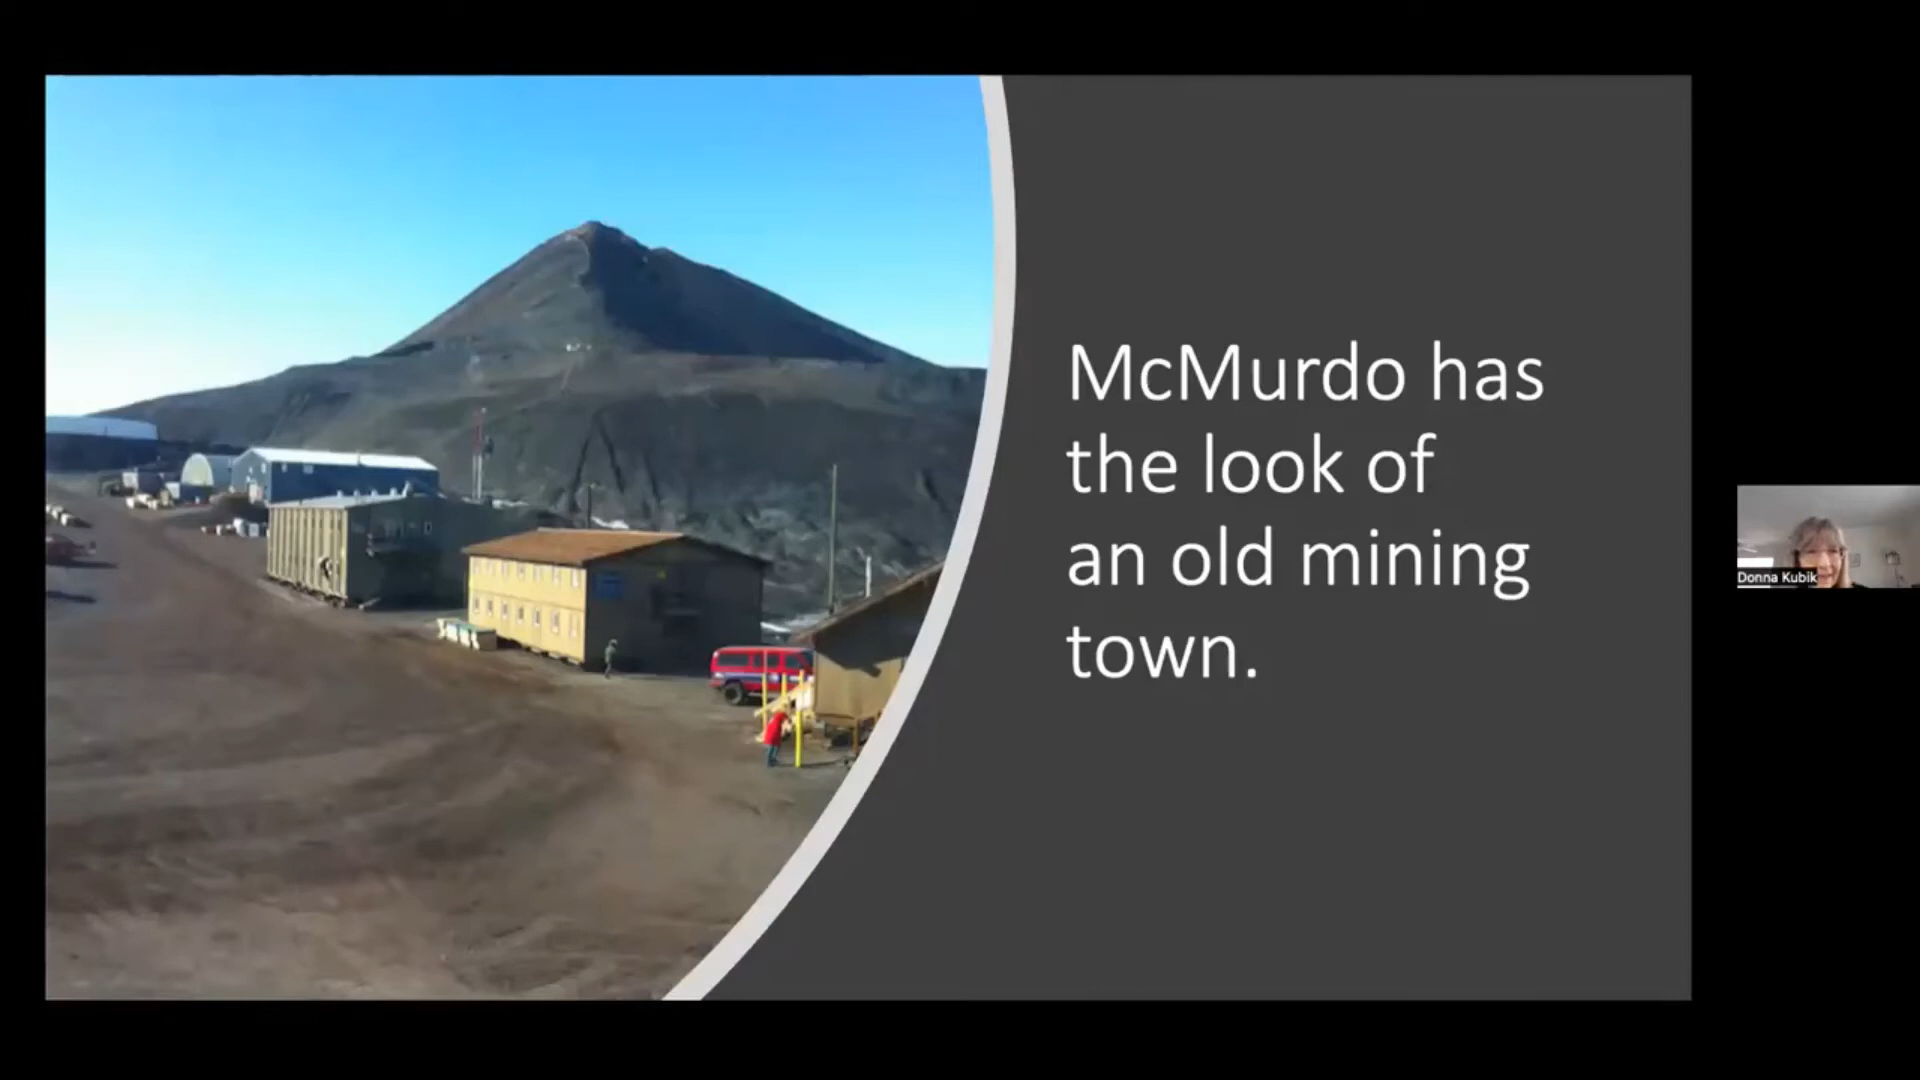 McMurdo has
the look of
an old mining
town.
Donna Kubik